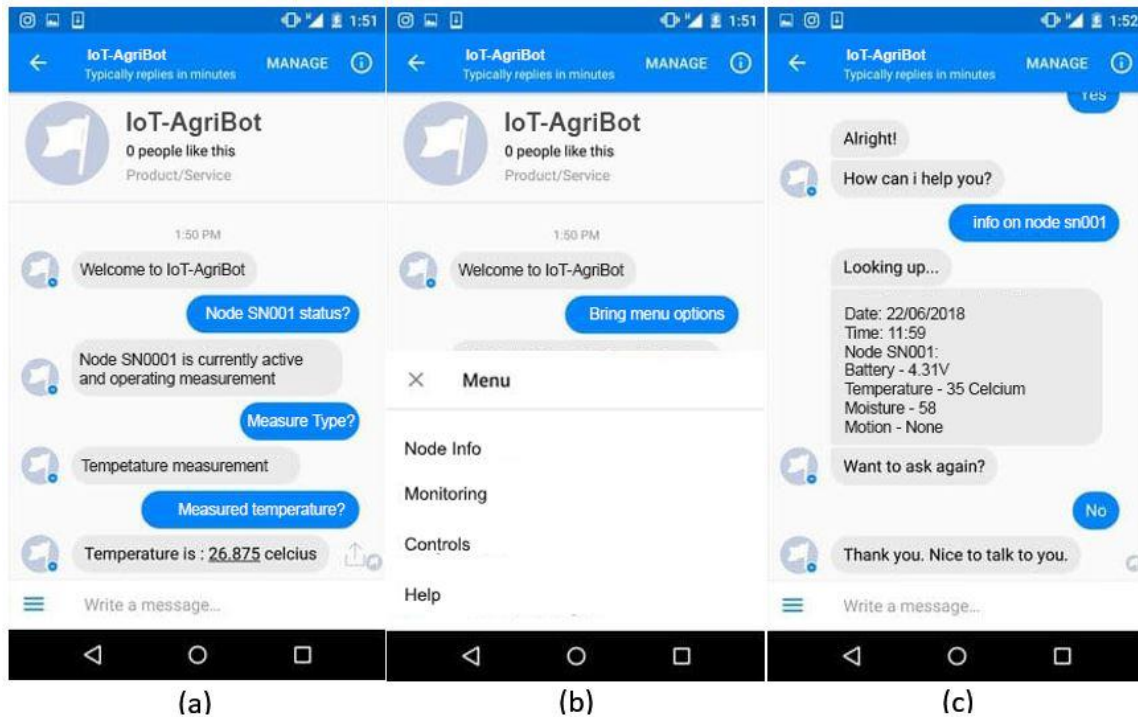 1:51
IoT-AgriBot
Typically replies in minutes
MANAGE
IoT-AgriBot
0 people like this
Product/Service
1:50 PM
Welcome to IoT-AgriBot
Node SN001 status?
Node SN0001 is currently active
and operating measurement
Measure Type?
Tempetature measurement
Measured temperature?
Temperature is : 26.875 celcius
Write a message...
(a)
1:51
IoT-AgriBot
Typically replies in minutes
MANAGE
IoT-AgriBot
0 people like this
Product/Service
1:50 PM
Welcome to IoT-AgriBot
Bring menu options
Menu
Node Info
Monitoring
Controls
Help
(b)
1:52
IoT-AgriBot
Typically replies in minutes
MANAGE
Yes
Alright!
How can i help you?
info on node sn001
Looking up...
Date: 22/06/2018
Time: 11:59
Node SN001:
Battery - 4.31V
Temperature - 35 Celcium
Moisture - 58
Motion - None
Want to ask again?
No
Thank you. Nice to talk to you.
Write a message...
(c)